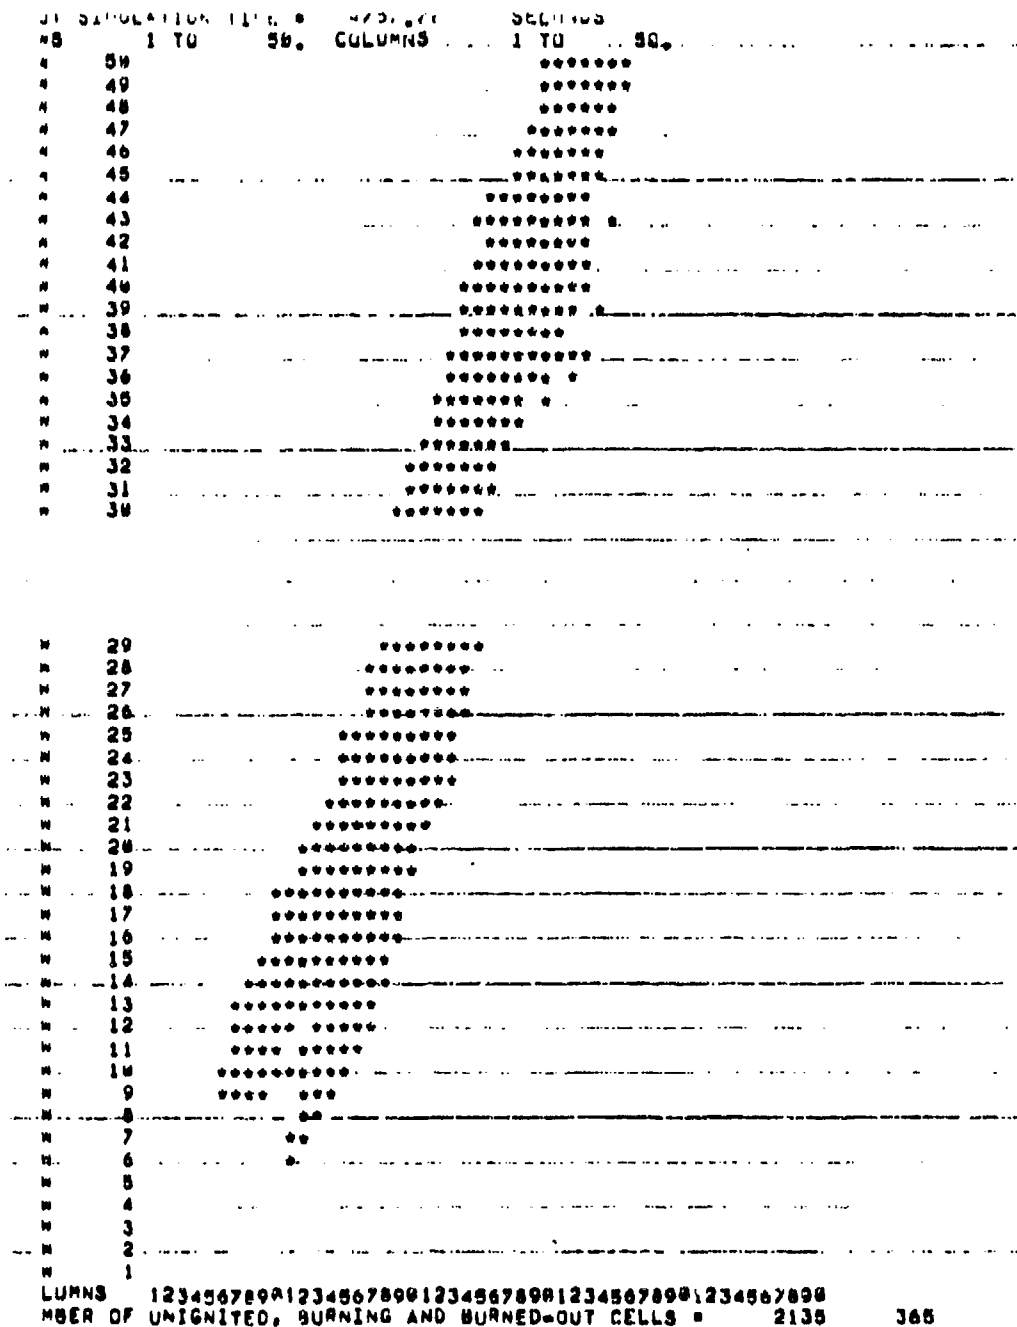 SIMULATION SECONDS
1 TO 50, COLUMNS 1 TO 50,
50 *******
49 *******
48 ******
47 *******
46 *******
45 *******
44 ********
43 ********* *
42 ********
41 *********
40 **********
39 ********* *
38 ********
37 ***********
36 ******** *
35 ******* *
34 *******
33 *******
32 *******
31 *******
30 *******
W 29 ********
W 28 ********
W 27 ********
W 26 ********
W 25 *********
W 24 *********
W 23 *********
W 22 *********
W 21 *********
W 20 *********
W 19 *********
W 18 **********
W 17 **********
W 16 **********
W 15 **********
W 14 ***********
W 13 ***********
W 12 ***** *****
W 11 **** *****
W 10 **********
W 9 **** ***
W 8 **
W 7 **
W 6 *
W 5
W 4
W 3
W 2
W 1
LUMNS 12345678901234567890123456789012345678901234567890
MBER OF UNIGNITED, BURNING AND BURNED-OUT CELLS = 2135 365